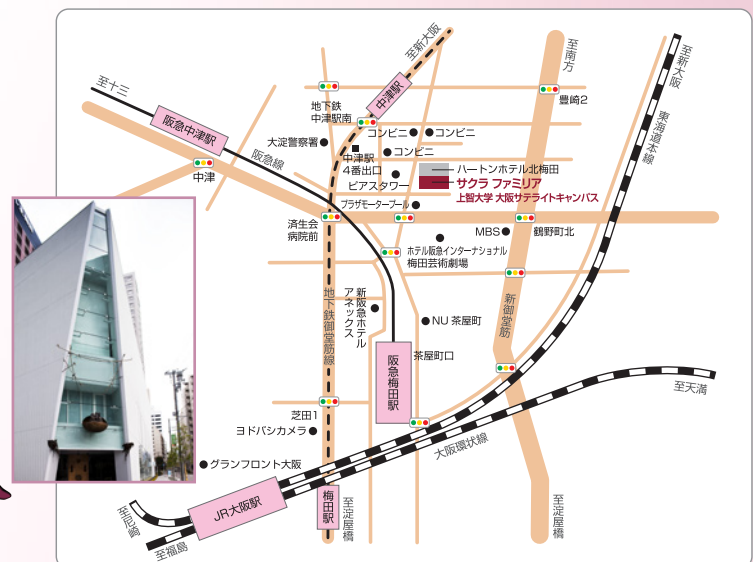 至新大阪
至南方
至新大阪
至十三
中津駅
豊崎2
地下鉄
中津駅南
阪急中津駅
コンビニ
コンビニ
東海道本線
大淀警察署
コンビニ
阪急線
中津駅
4番出口
中津
ピアスタワー
ハートンホテル北梅田
サクラ ファミリア
上智大学 大阪サテライトキャンパス
プラザモータープール
済生会
病院前
MBS
鶴野町北
ホテル阪急インターナショナル
梅田芸術劇場
地下鉄御堂筋線
新阪急ホテル
アネックス
新御堂筋
NU 茶屋町
阪急梅田駅
茶屋町口
至天満
芝田1
ヨドバシカメラ
大阪環状線
グランフロント大阪
JR大阪駅
梅田駅
至淀屋橋
至淀屋橋
至尼崎
至福島